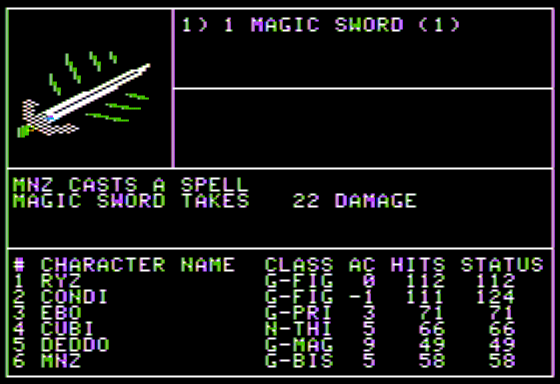 1) 1 MAGIC SWORD (1)
MNZ CASTS A SPELL
MAGIC SWORD TAKES 22 DAMAGE
# CHARACTER NAME CLASS AC HITS STATUS
1 RYZ G-FIG 0 112 112
2 CONDI G-FIG -1 111 124
3 EBO G-PRI 3 71 71
4 CUBI N-THI 5 66 66
5 DEDDO G-MAG 9 49 49
6 MNZ G-BIS 5 58 58